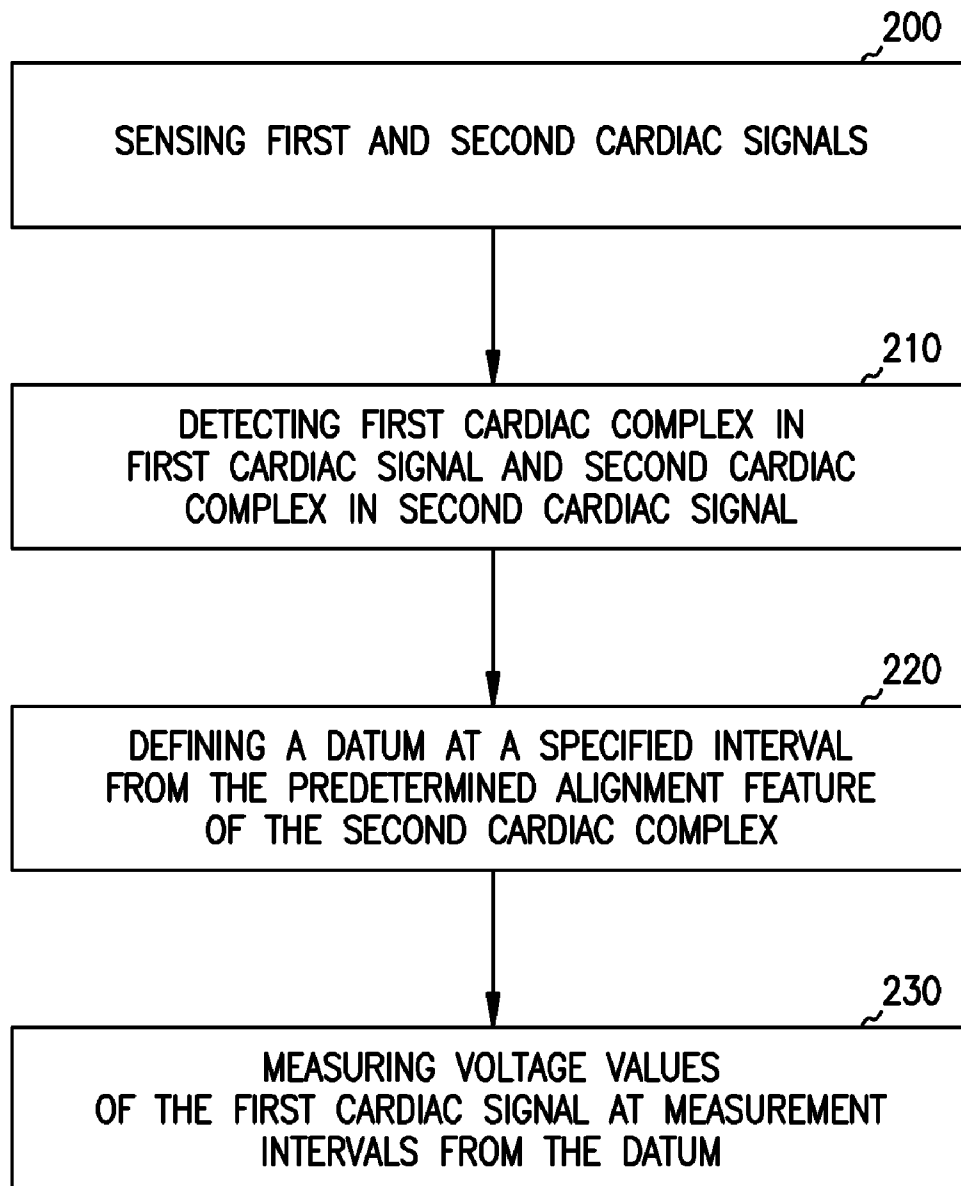 200
SENSING FIRST AND SECOND CARDIAC SIGNALS
210
DETECTING FIRST CARDIAC COMPLEX IN
FIRST CARDIAC SIGNAL AND SECOND CARDIAC
COMPLEX IN SECOND CARDIAC SIGNAL
220
DEFINING A DATUM AT A SPECIFIED INTERVAL
FROM THE PREDETERMINED ALIGNMENT FEATURE
OF THE SECOND CARDIAC COMPLEX
230
MEASURING VOLTAGE VALUES
OF THE FIRST CARDIAC SIGNAL AT MEASUREMENT
INTERVALS FROM THE DATUM